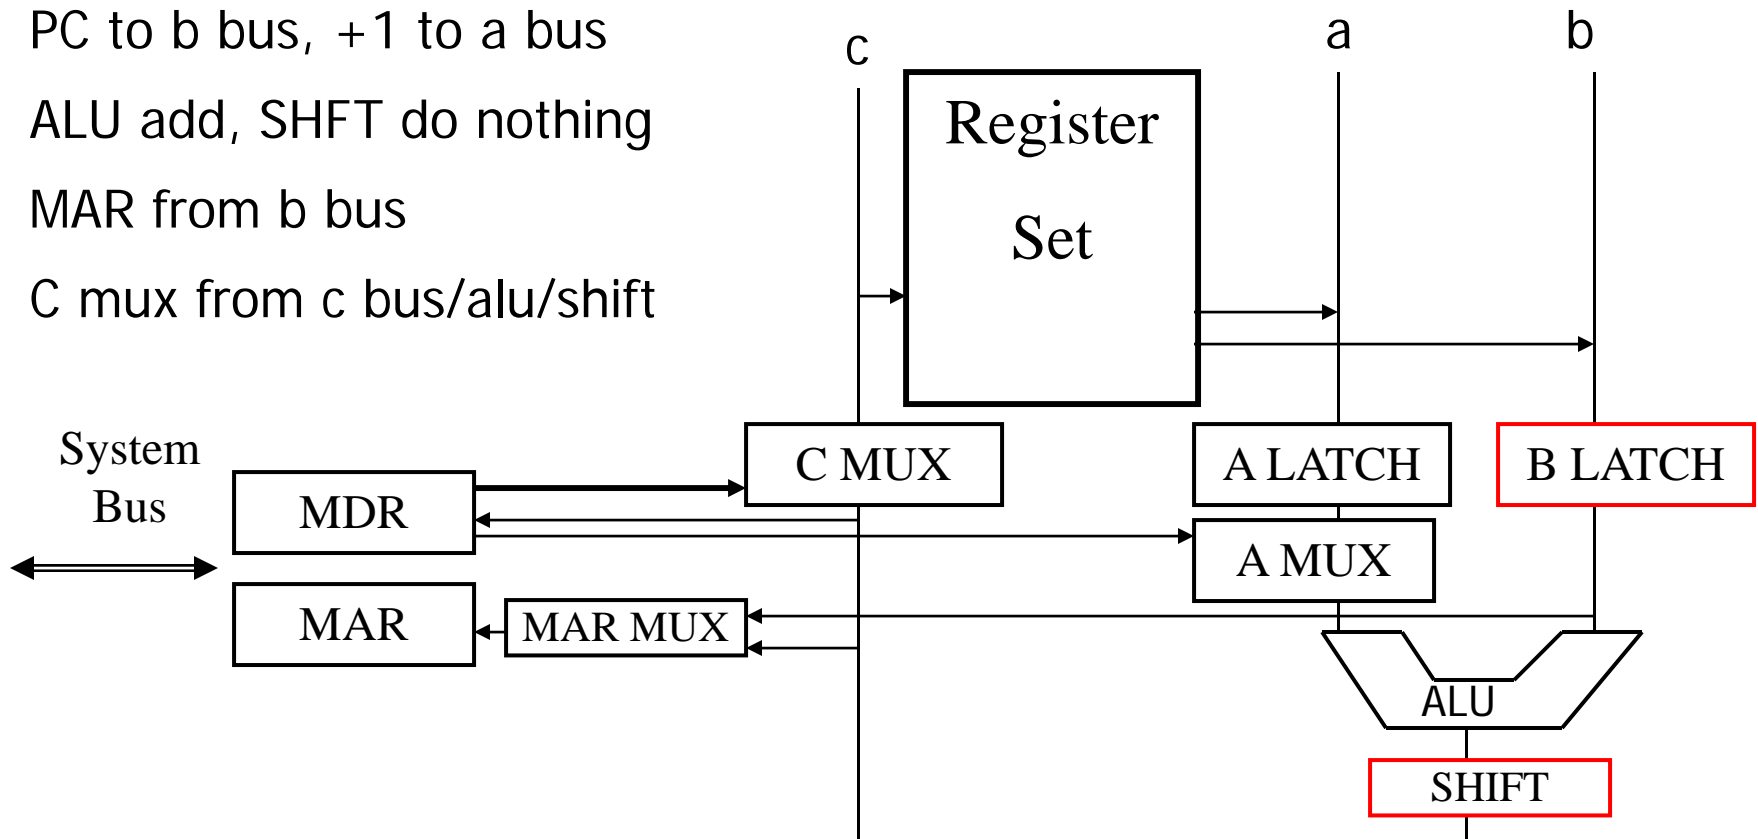 PC to b bus, +1 to a bus
ALU add, SHFT do nothing
MAR from b bus
C mux from c bus/alu/shift
c
a
b
Register
Set
System
Bus
MDR
MAR
MAR MUX
C MUX
A LATCH
B LATCH
A MUX
ALU
SHIFT